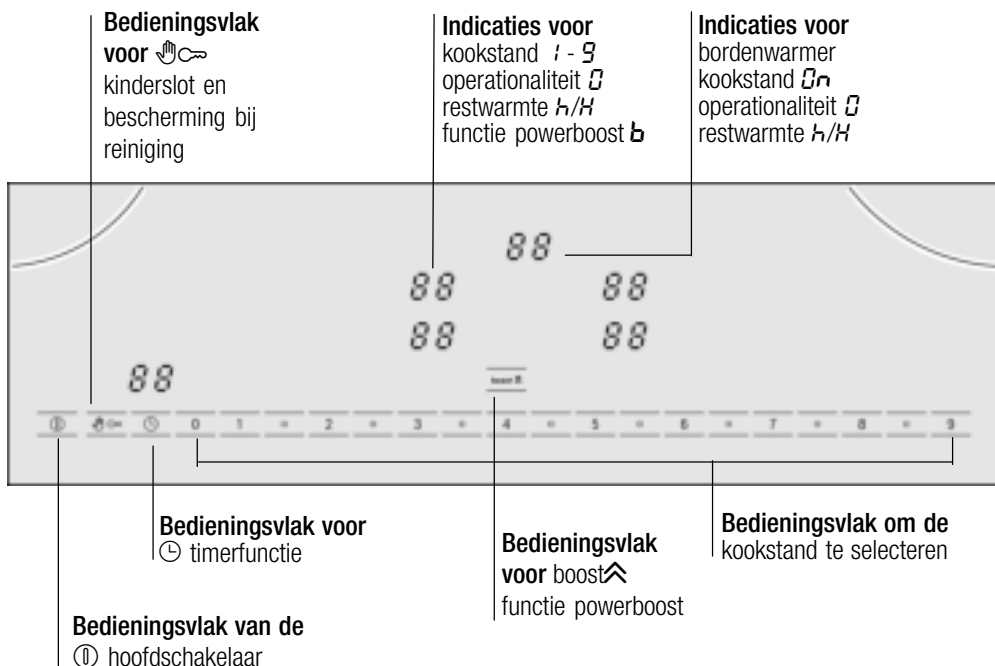 Bedieningsvlak
voor
kinderslot en
bescherming bij
reiniging
Indicaties voor
kookstand 1 - 9
operationaliteit 0
restwarmte h/H
functie powerboost b
Indicaties voor
bordenwarmer
kookstand 0n
operationaliteit 0
restwarmte h/H
88
88 88
88 88
88
0 1 2 3 4 5 6 7 8 9
Bedieningsvlak voor
timerfunctie
Bedieningsvlak
voor boost
functie powerboost
Bedieningsvlak om de
kookstand te selecteren
Bedieningsvlak van de
hoofdschakelaar